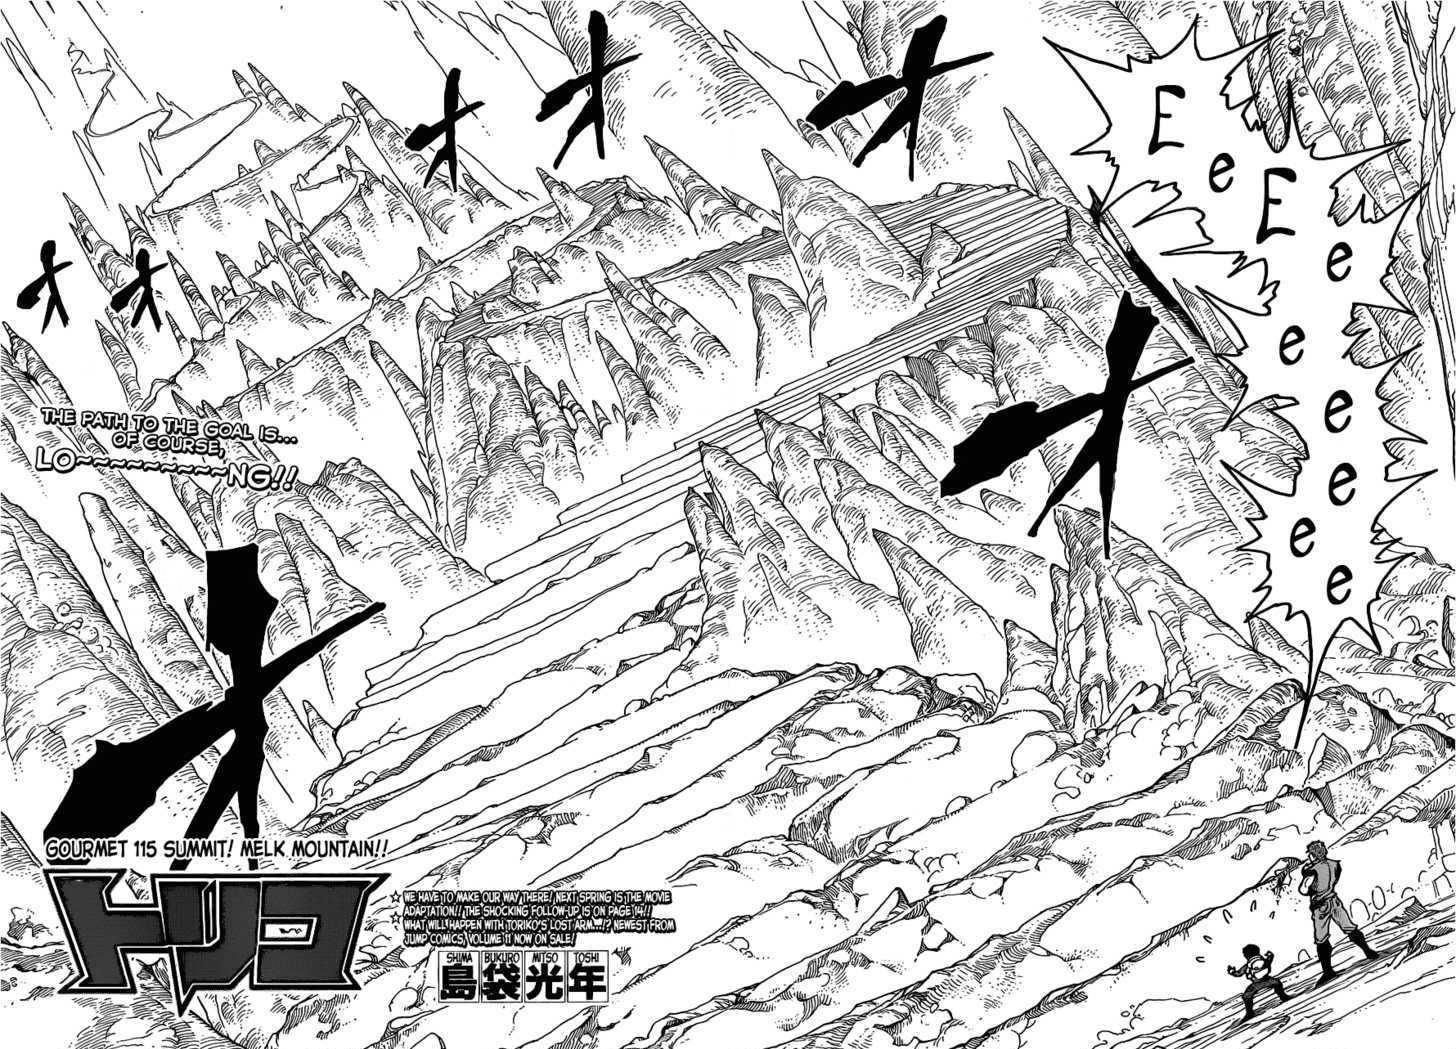 E
e
E
e
e
e
e
e
e
THE PATH TO THE GOAL IS...
OF COURSE,
LO~~~~~~~~~NG!!
オ
オ
オ
オ
オ
オ
オ
GOURMET 115 SUMMIT! MELK MOUNTAIN!!
トリコ
☆ WE HAVE TO MAKE OUR WAY THERE! NEXT SPRING IS THE MOVIE
ADAPTATION!! THE SHOCKING FOLLOW-UP IS ON PAGE 14!!
☆ WHAT WILL HAPPEN WITH TORIKO'S LOST ARM...!? NEWEST FROM
JUMP COMICS, VOLUME 11 NOW ON SALE!
SHIMA BUKURO MITSO TOSHI
島袋光年